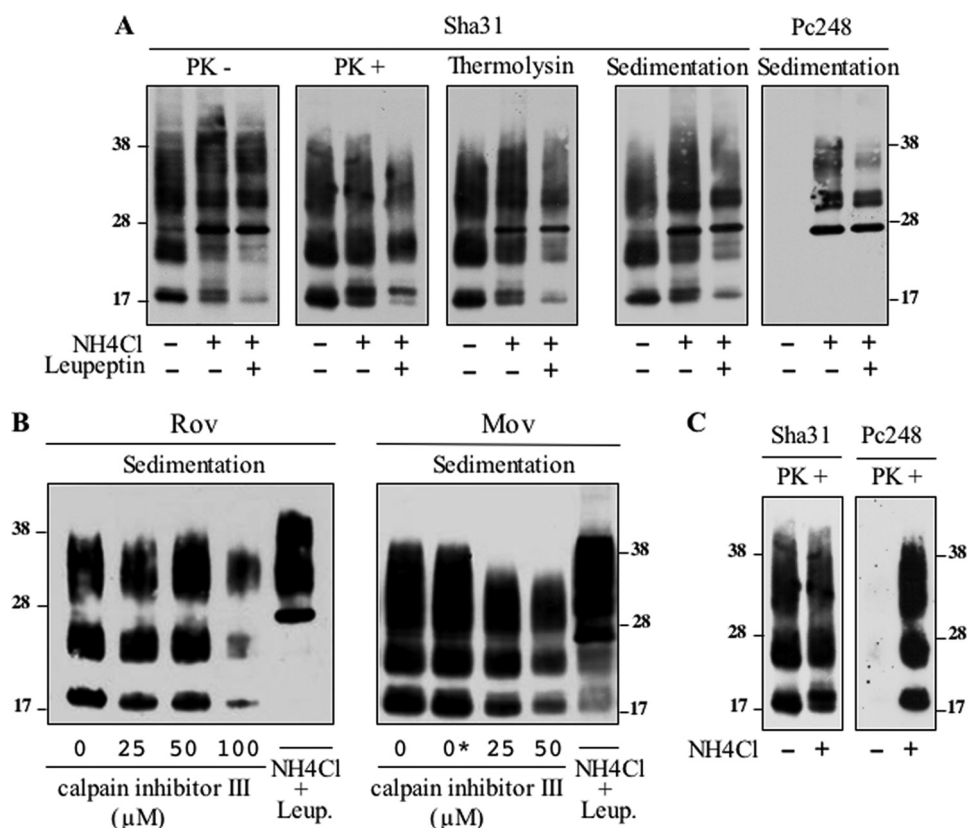 A
Sha31 Pc248
PK - PK + Thermolysin Sedimentation Sedimentation
38 38
28 28
17 17
NH4Cl – + + – + + – + + – + + – + +
Leupeptin – – + – – + – – + – – + – – +
B Rov Mov
Sedimentation Sedimentation
38 38
28 28
17 17
0 25 50 100 0 0* 25 50
calpain inhibitor III (µM) NH4Cl + Leup. calpain inhibitor III (µM) NH4Cl + Leup.
C
Sha31 Pc248
PK + PK +
38 38
28 28
17 17
NH4Cl – + – +